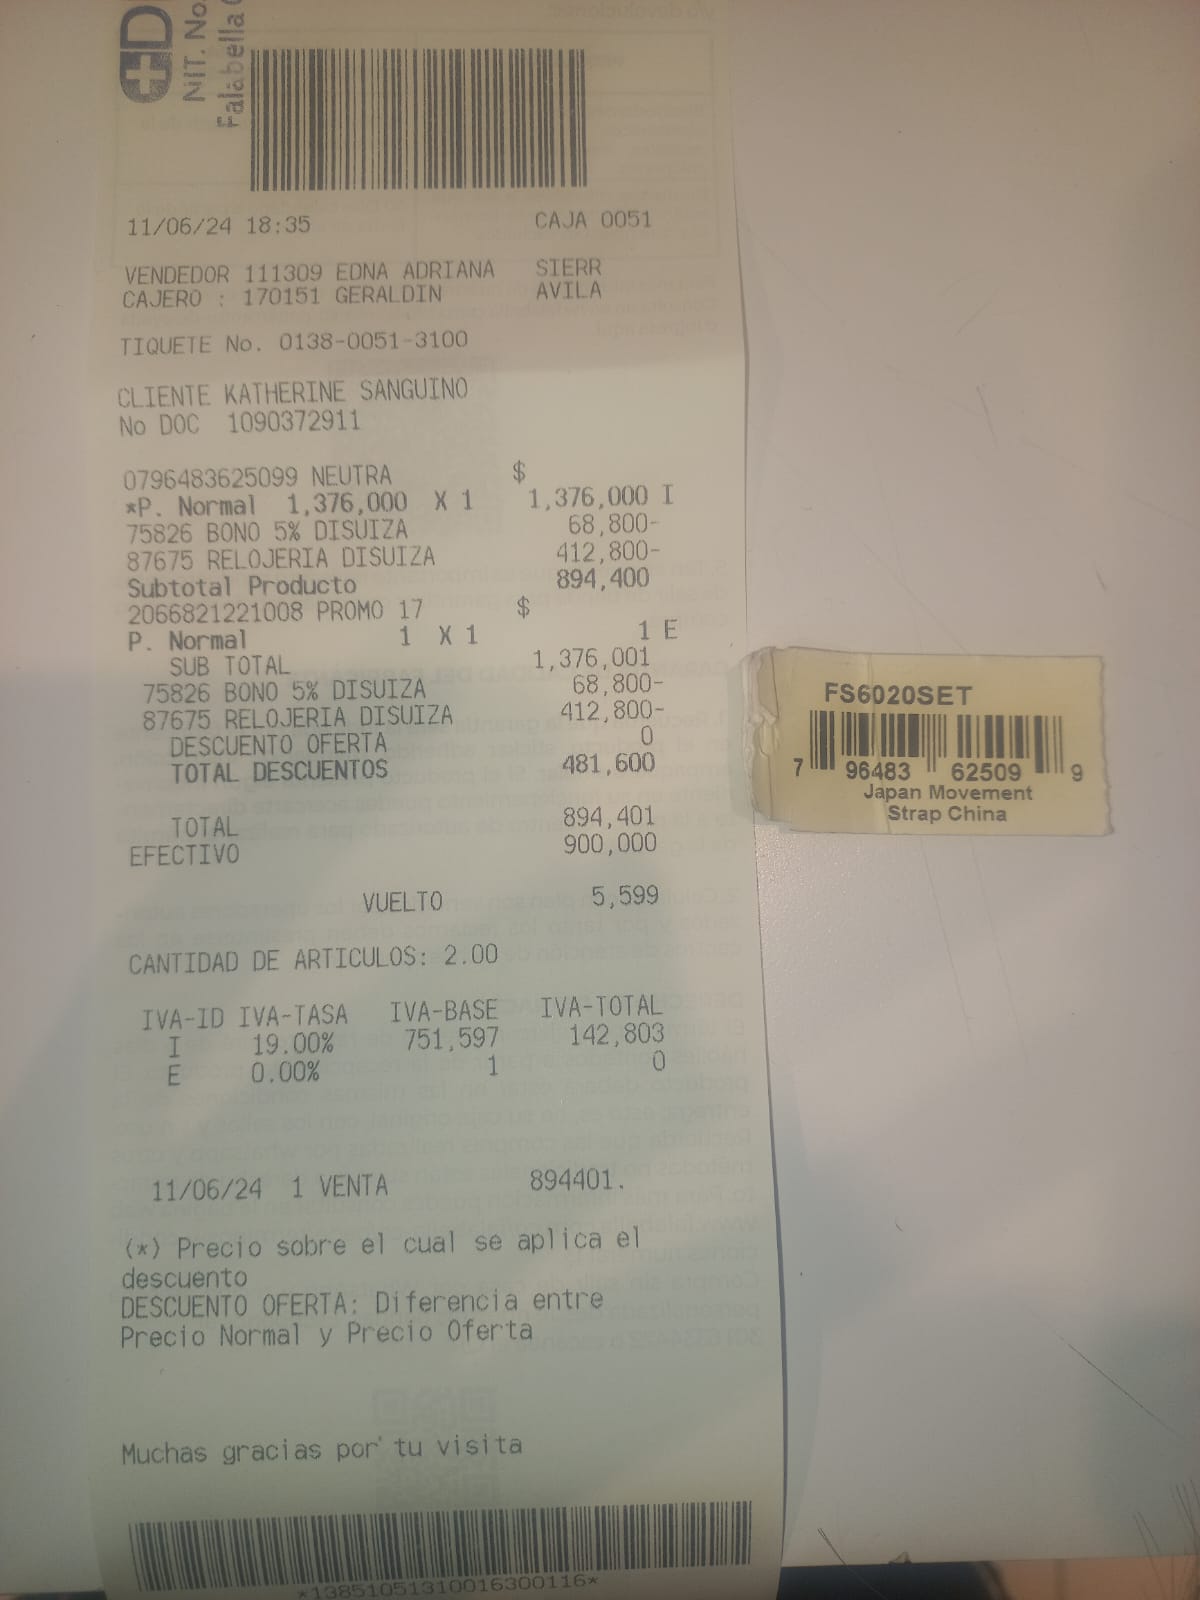 NIT. No.
Falabella
11/06/24 18:35 CAJA 0051
VENDEDOR 111309 EDNA ADRIANA SIERR
CAJERO : 170151 GERALDIN AVILA
TIQUETE No. 0138-0051-3100
CLIENTE KATHERINE SANGUINO
No DOC 1090372911
0796483625099 NEUTRA $
*P. Normal 1,376,000 X 1 1,376,000 I
75826 BONO 5% DISUIZA 68,800-
87675 RELOJERIA DISUIZA 412,800-
Subtotal Producto 894,400
2066821221008 PROMO 17 $
P. Normal 1 X 1 1 E
SUB TOTAL 1,376,001
75826 BONO 5% DISUIZA 68,800-
87675 RELOJERIA DISUIZA 412,800-
DESCUENTO OFERTA 0
TOTAL DESCUENTOS 481,600
TOTAL 894,401
EFECTIVO 900,000
VUELTO 5,599
CANTIDAD DE ARTICULOS: 2.00
IVA-ID IVA-TASA IVA-BASE IVA-TOTAL
I 19.00% 751,597 142,803
E 0.00% 1 0
11/06/24 1 VENTA 894401.
(*) Precio sobre el cual se aplica el
descuento
DESCUENTO OFERTA: Diferencia entre
Precio Normal y Precio Oferta
Muchas gracias por tu visita
*13851051310016300116*
FS6020SET
7 96483 62509 9
Japan Movement
Strap China